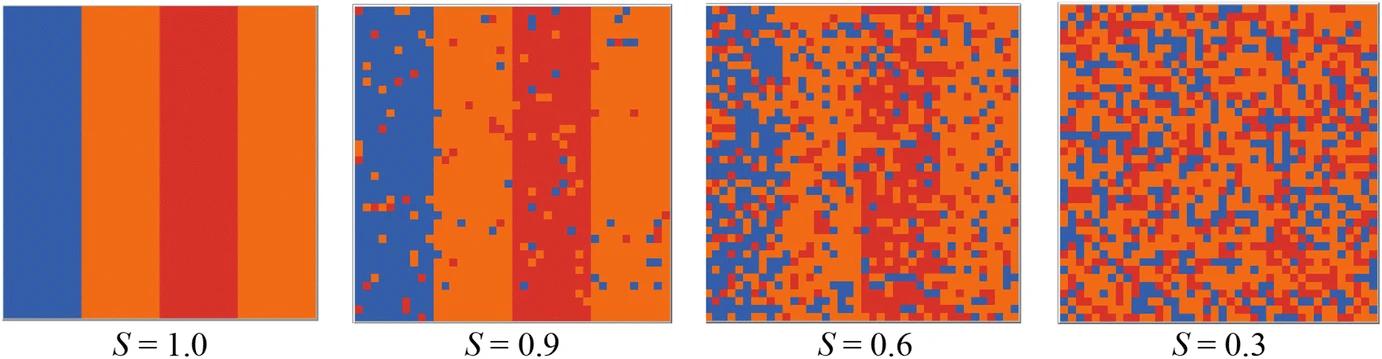 S = 1.0
S = 0.9
S = 0.6
S = 0.3